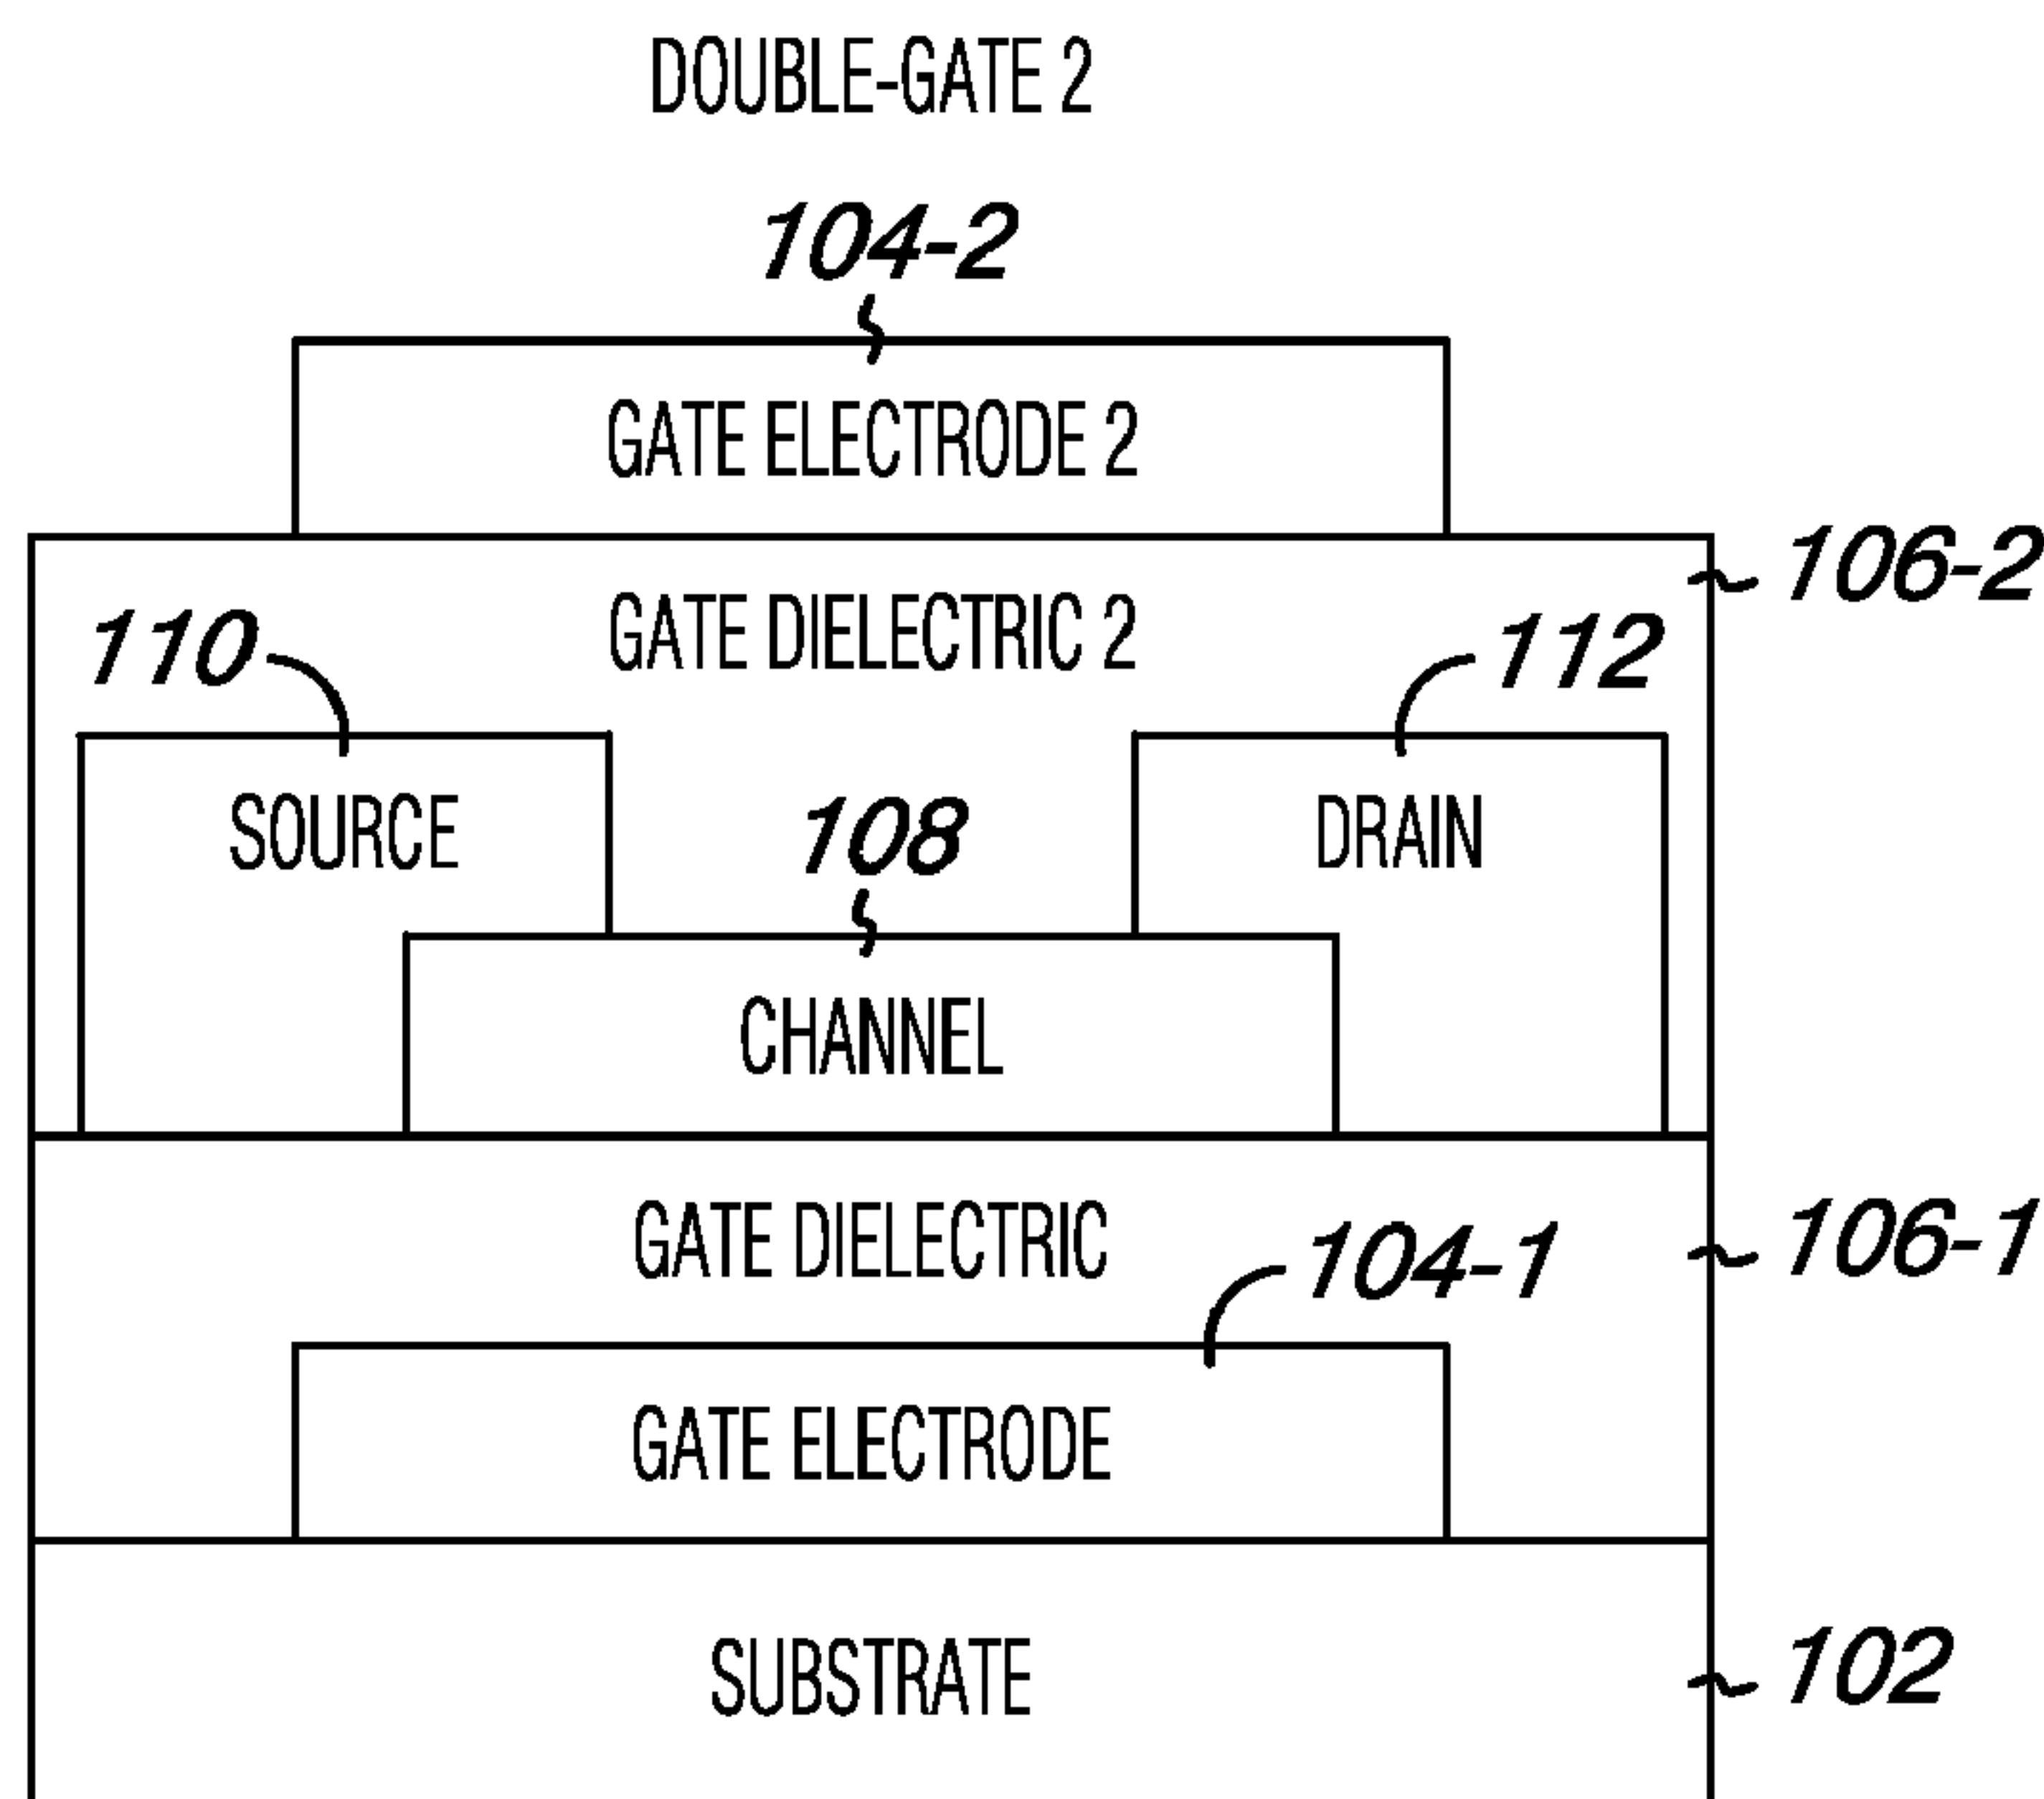 DOUBLE-GATE 2
104-2
GATE ELECTRODE 2
106-2
GATE DIELECTRIC 2
110
112
SOURCE
108
DRAIN
CHANNEL
GATE DIELECTRIC
106-1
104-1
GATE ELECTRODE
SUBSTRATE
102